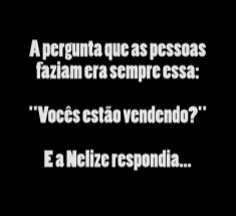 A pergunta que as pessoas
faziam era sempre essa:
"Vocês estão vendendo?"
E a Nelize respondia...